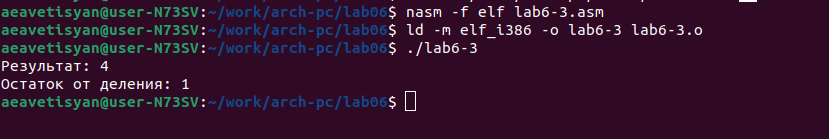 aeavetisyan@user-N73SV:~/work/arch-pc/lab06$ nasm -f elf lab6-3.asm
aeavetisyan@user-N73SV:~/work/arch-pc/lab06$ ld -m elf_i386 -o lab6-3 lab6-3.o
aeavetisyan@user-N73SV:~/work/arch-pc/lab06$ ./lab6-3
Результат: 4
Остаток от деления: 1
aeavetisyan@user-N73SV:~/work/arch-pc/lab06$